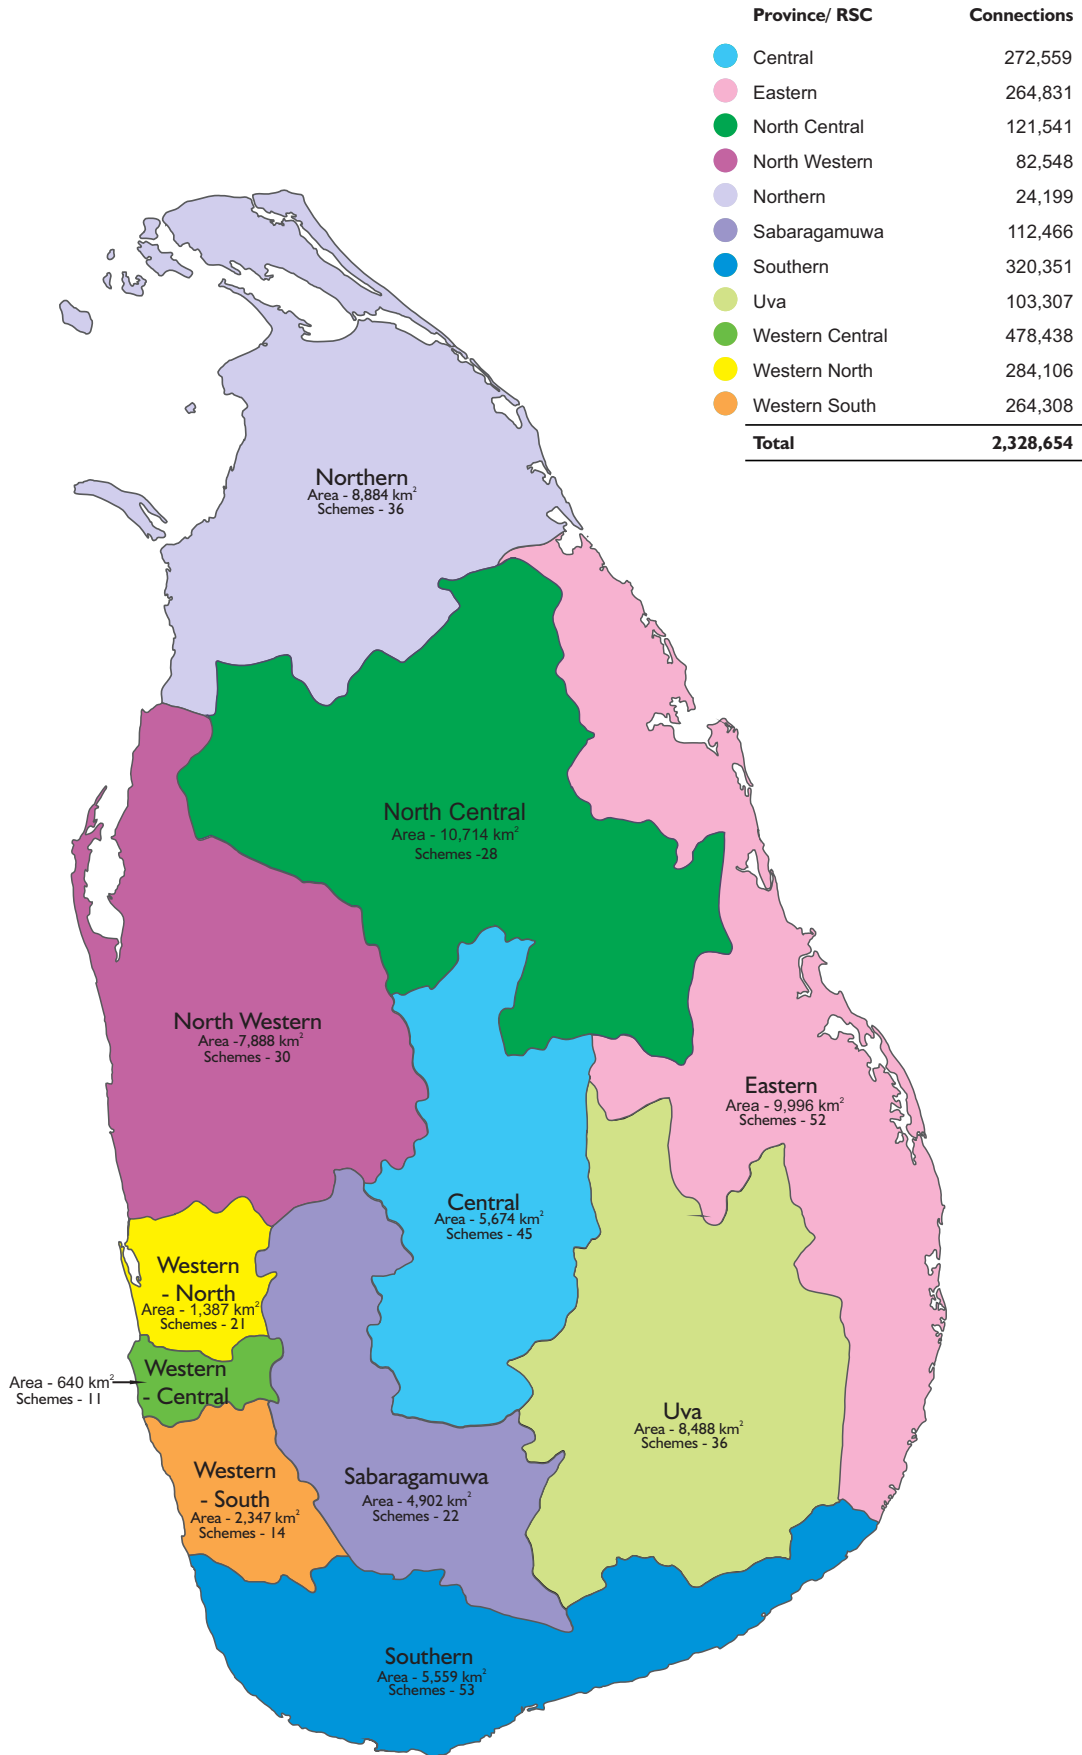 Province/ RSC Connections
Central 272,559
Eastern 264,831
North Central 121,541
North Western 82,548
Northern 24,199
Sabaragamuwa 112,466
Southern 320,351
Uva 103,307
Western Central 478,438
Western North 284,106
Western South 264,308
Total 2,328,654
Northern
Area - 8,884 km²
Schemes - 36
North Central
Area - 10,714 km²
Schemes -28
North Western
Area -7,888 km²
Schemes - 30
Eastern
Area - 9,996 km²
Schemes - 52
Central
Area - 5,674 km²
Schemes - 45
Western
- North
Area - 1,387 km²
Schemes - 21
Western
- Central
Area - 640 km²
Schemes - 11
Uva
Area - 8,488 km²
Schemes - 36
Western
- South
Area - 2,347 km²
Schemes - 14
Sabaragamuwa
Area - 4,902 km²
Schemes - 22
Southern
Area - 5,559 km²
Schemes - 53